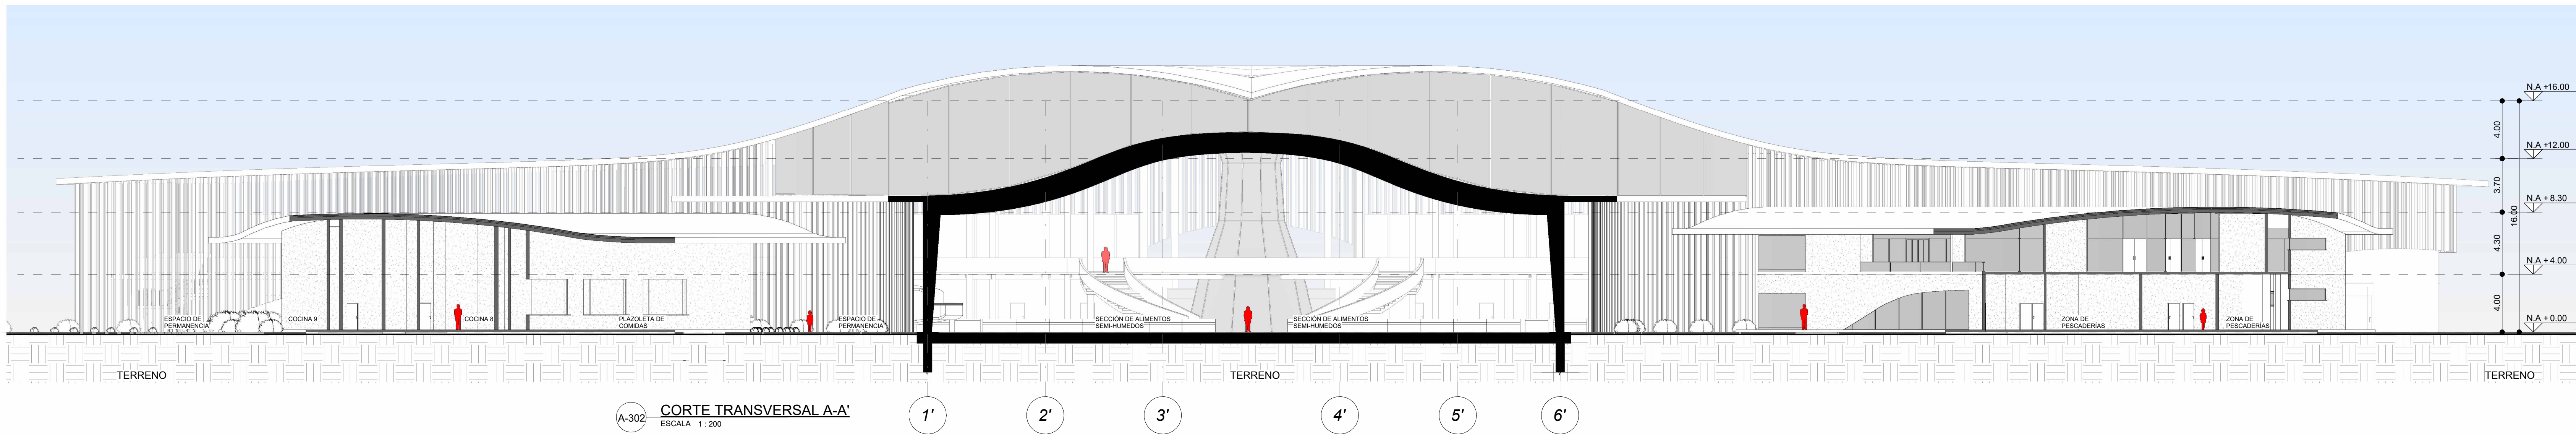 N.A +16.00
4.00
N.A +12.00
3.70
N.A + 8.30
16.00
4.30
N.A + 4.00
4.00
N.A + 0.00
ESPACIO DE
PERMANENCIA
COCINA 9
COCINA 8
PLAZOLETA DE
COMIDAS
ESPACIO DE
PERMANENCIA
SECCIÓN DE ALIMENTOS
SEMI-HUMEDOS
SECCIÓN DE ALIMENTOS
SEMI-HUMEDOS
ZONA DE
PESCADERÍAS
ZONA DE
PESCADERÍAS
TERRENO
TERRENO
TERRENO
A-302
CORTE TRANSVERSAL A-A'
ESCALA 1 : 200
1'
2'
3'
4'
5'
6'